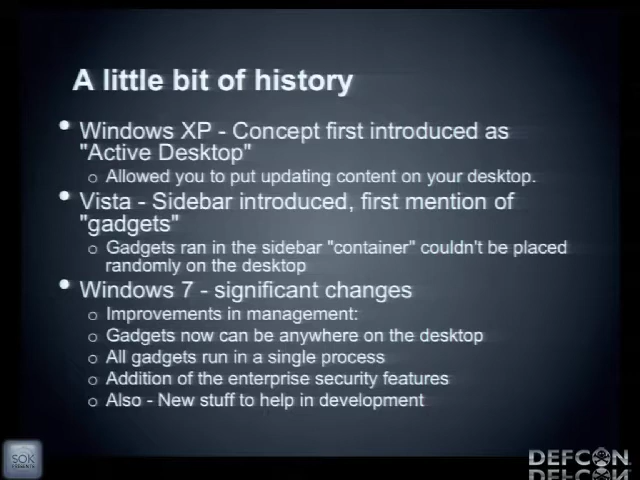 A little bit of history
• Windows XP - Concept first introduced as
"Active Desktop"
o Allowed you to put updating content on your desktop.
• Vista - Sidebar introduced, first mention of
"gadgets"
o Gadgets ran in the sidebar "container" couldn't be placed
randomly on the desktop
• Windows 7 - significant changes
o Improvements in management:
o Gadgets now can be anywhere on the desktop
o All gadgets run in a single process
o Addition of the enterprise security features
o Also - New stuff to help in development
SOK
DEFCON